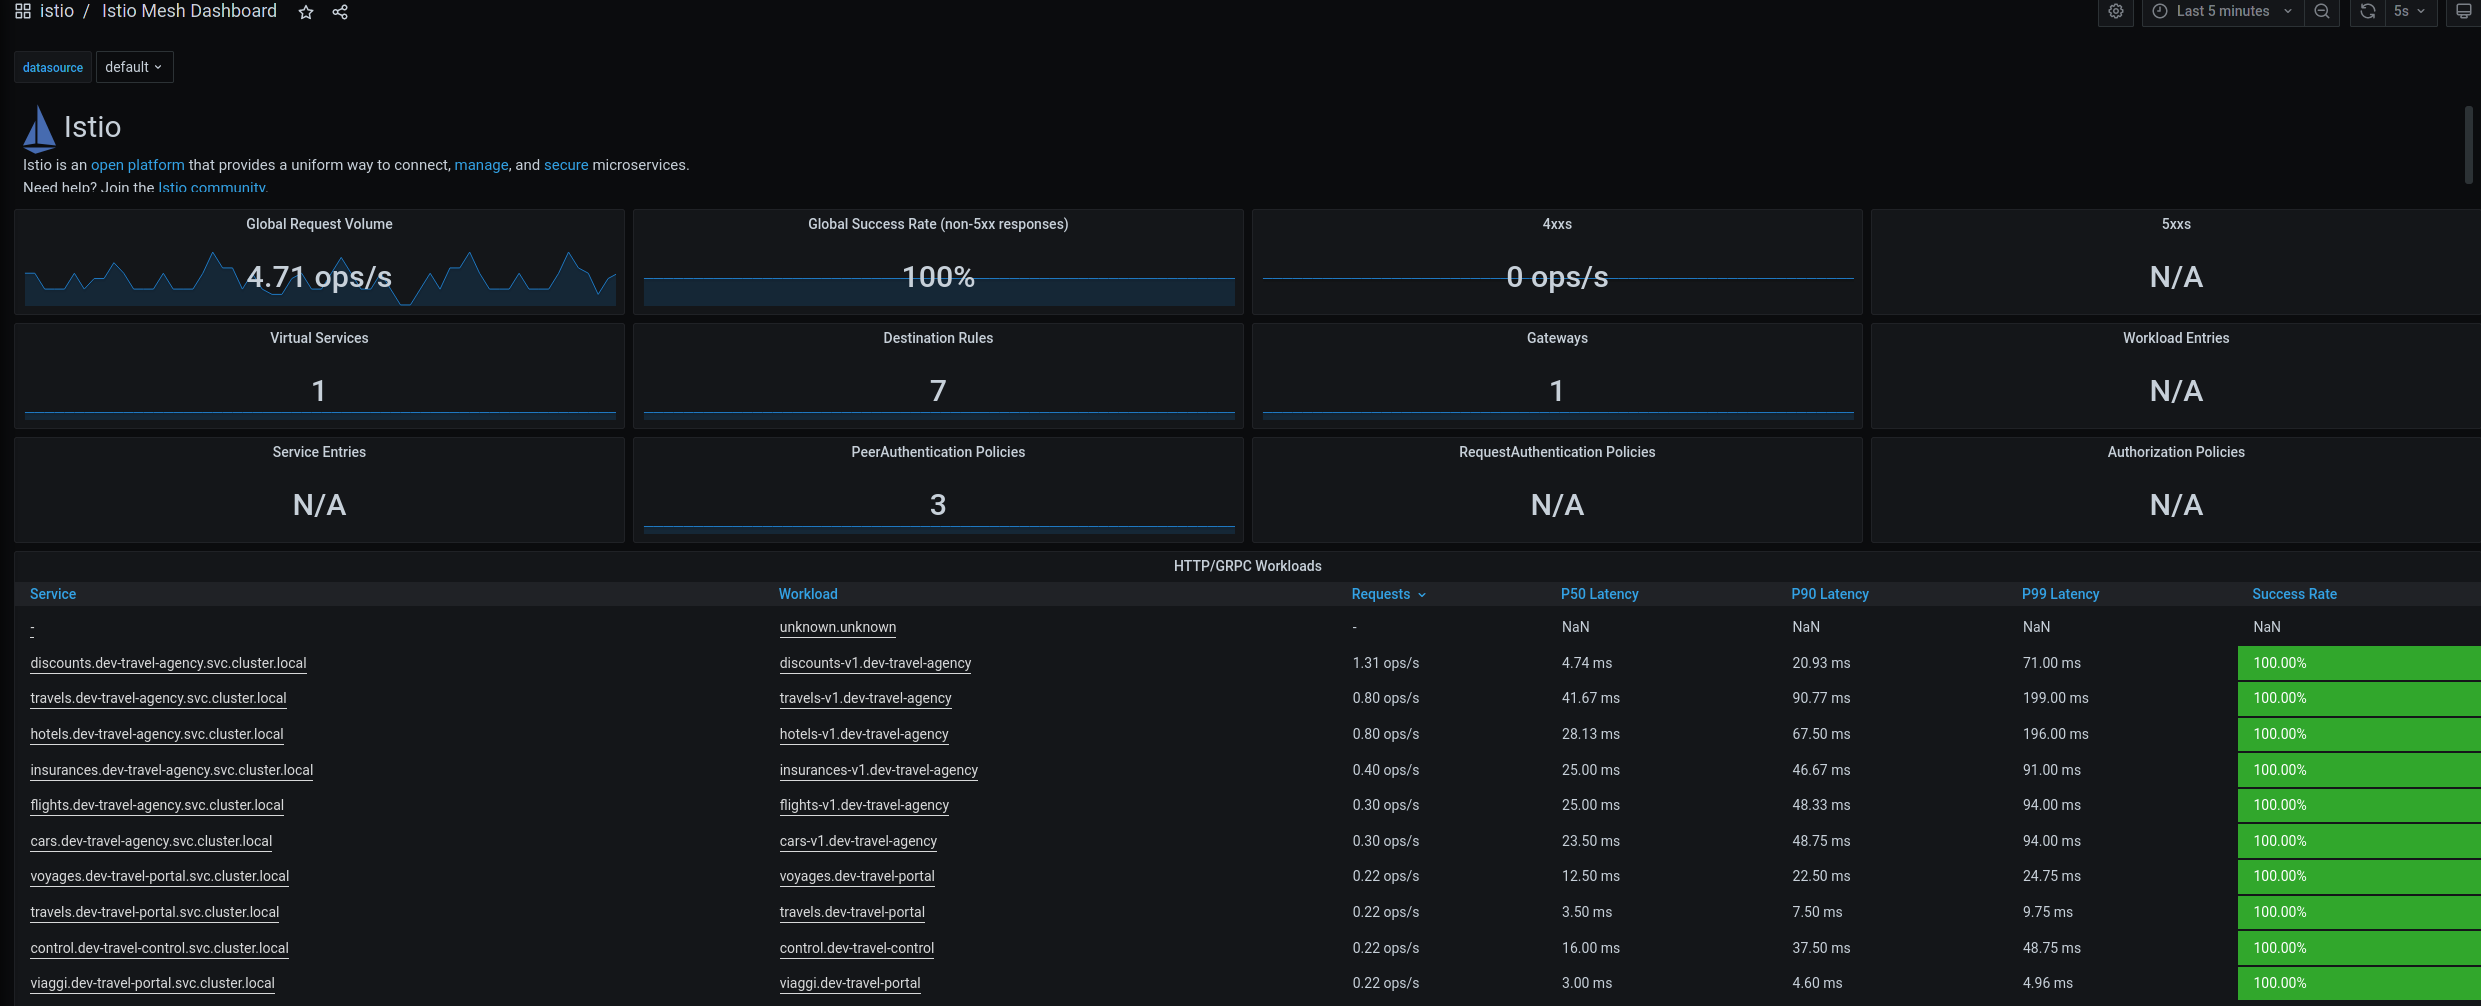 istio / Istio Mesh Dashboard Last 5 minutes 5s
datasource default
Istio
Istio is an open platform that provides a uniform way to connect, manage, and secure microservices.
Need help? Join the Istio community.
Global Request Volume Global Success Rate (non-5xx responses) 4xxs 5xxs
4.71 ops/s 100% 0 ops/s N/A
Virtual Services Destination Rules Gateways Workload Entries
1 7 1 N/A
Service Entries PeerAuthentication Policies RequestAuthentication Policies Authorization Policies
N/A 3 N/A N/A
HTTP/GRPC Workloads
Service Workload Requests P50 Latency P90 Latency P99 Latency Success Rate
- unknown.unknown - NaN NaN NaN NaN
discounts.dev-travel-agency.svc.cluster.local discounts-v1.dev-travel-agency 1.31 ops/s 4.74 ms 20.93 ms 71.00 ms 100.00%
travels.dev-travel-agency.svc.cluster.local travels-v1.dev-travel-agency 0.80 ops/s 41.67 ms 90.77 ms 199.00 ms 100.00%
hotels.dev-travel-agency.svc.cluster.local hotels-v1.dev-travel-agency 0.80 ops/s 28.13 ms 67.50 ms 196.00 ms 100.00%
insurances.dev-travel-agency.svc.cluster.local insurances-v1.dev-travel-agency 0.40 ops/s 25.00 ms 46.67 ms 91.00 ms 100.00%
flights.dev-travel-agency.svc.cluster.local flights-v1.dev-travel-agency 0.30 ops/s 25.00 ms 48.33 ms 94.00 ms 100.00%
cars.dev-travel-agency.svc.cluster.local cars-v1.dev-travel-agency 0.30 ops/s 23.50 ms 48.75 ms 94.00 ms 100.00%
voyages.dev-travel-portal.svc.cluster.local voyages.dev-travel-portal 0.22 ops/s 12.50 ms 22.50 ms 24.75 ms 100.00%
travels.dev-travel-portal.svc.cluster.local travels.dev-travel-portal 0.22 ops/s 3.50 ms 7.50 ms 9.75 ms 100.00%
control.dev-travel-control.svc.cluster.local control.dev-travel-control 0.22 ops/s 16.00 ms 37.50 ms 48.75 ms 100.00%
viaggi.dev-travel-portal.svc.cluster.local viaggi.dev-travel-portal 0.22 ops/s 3.00 ms 4.60 ms 4.96 ms 100.00%